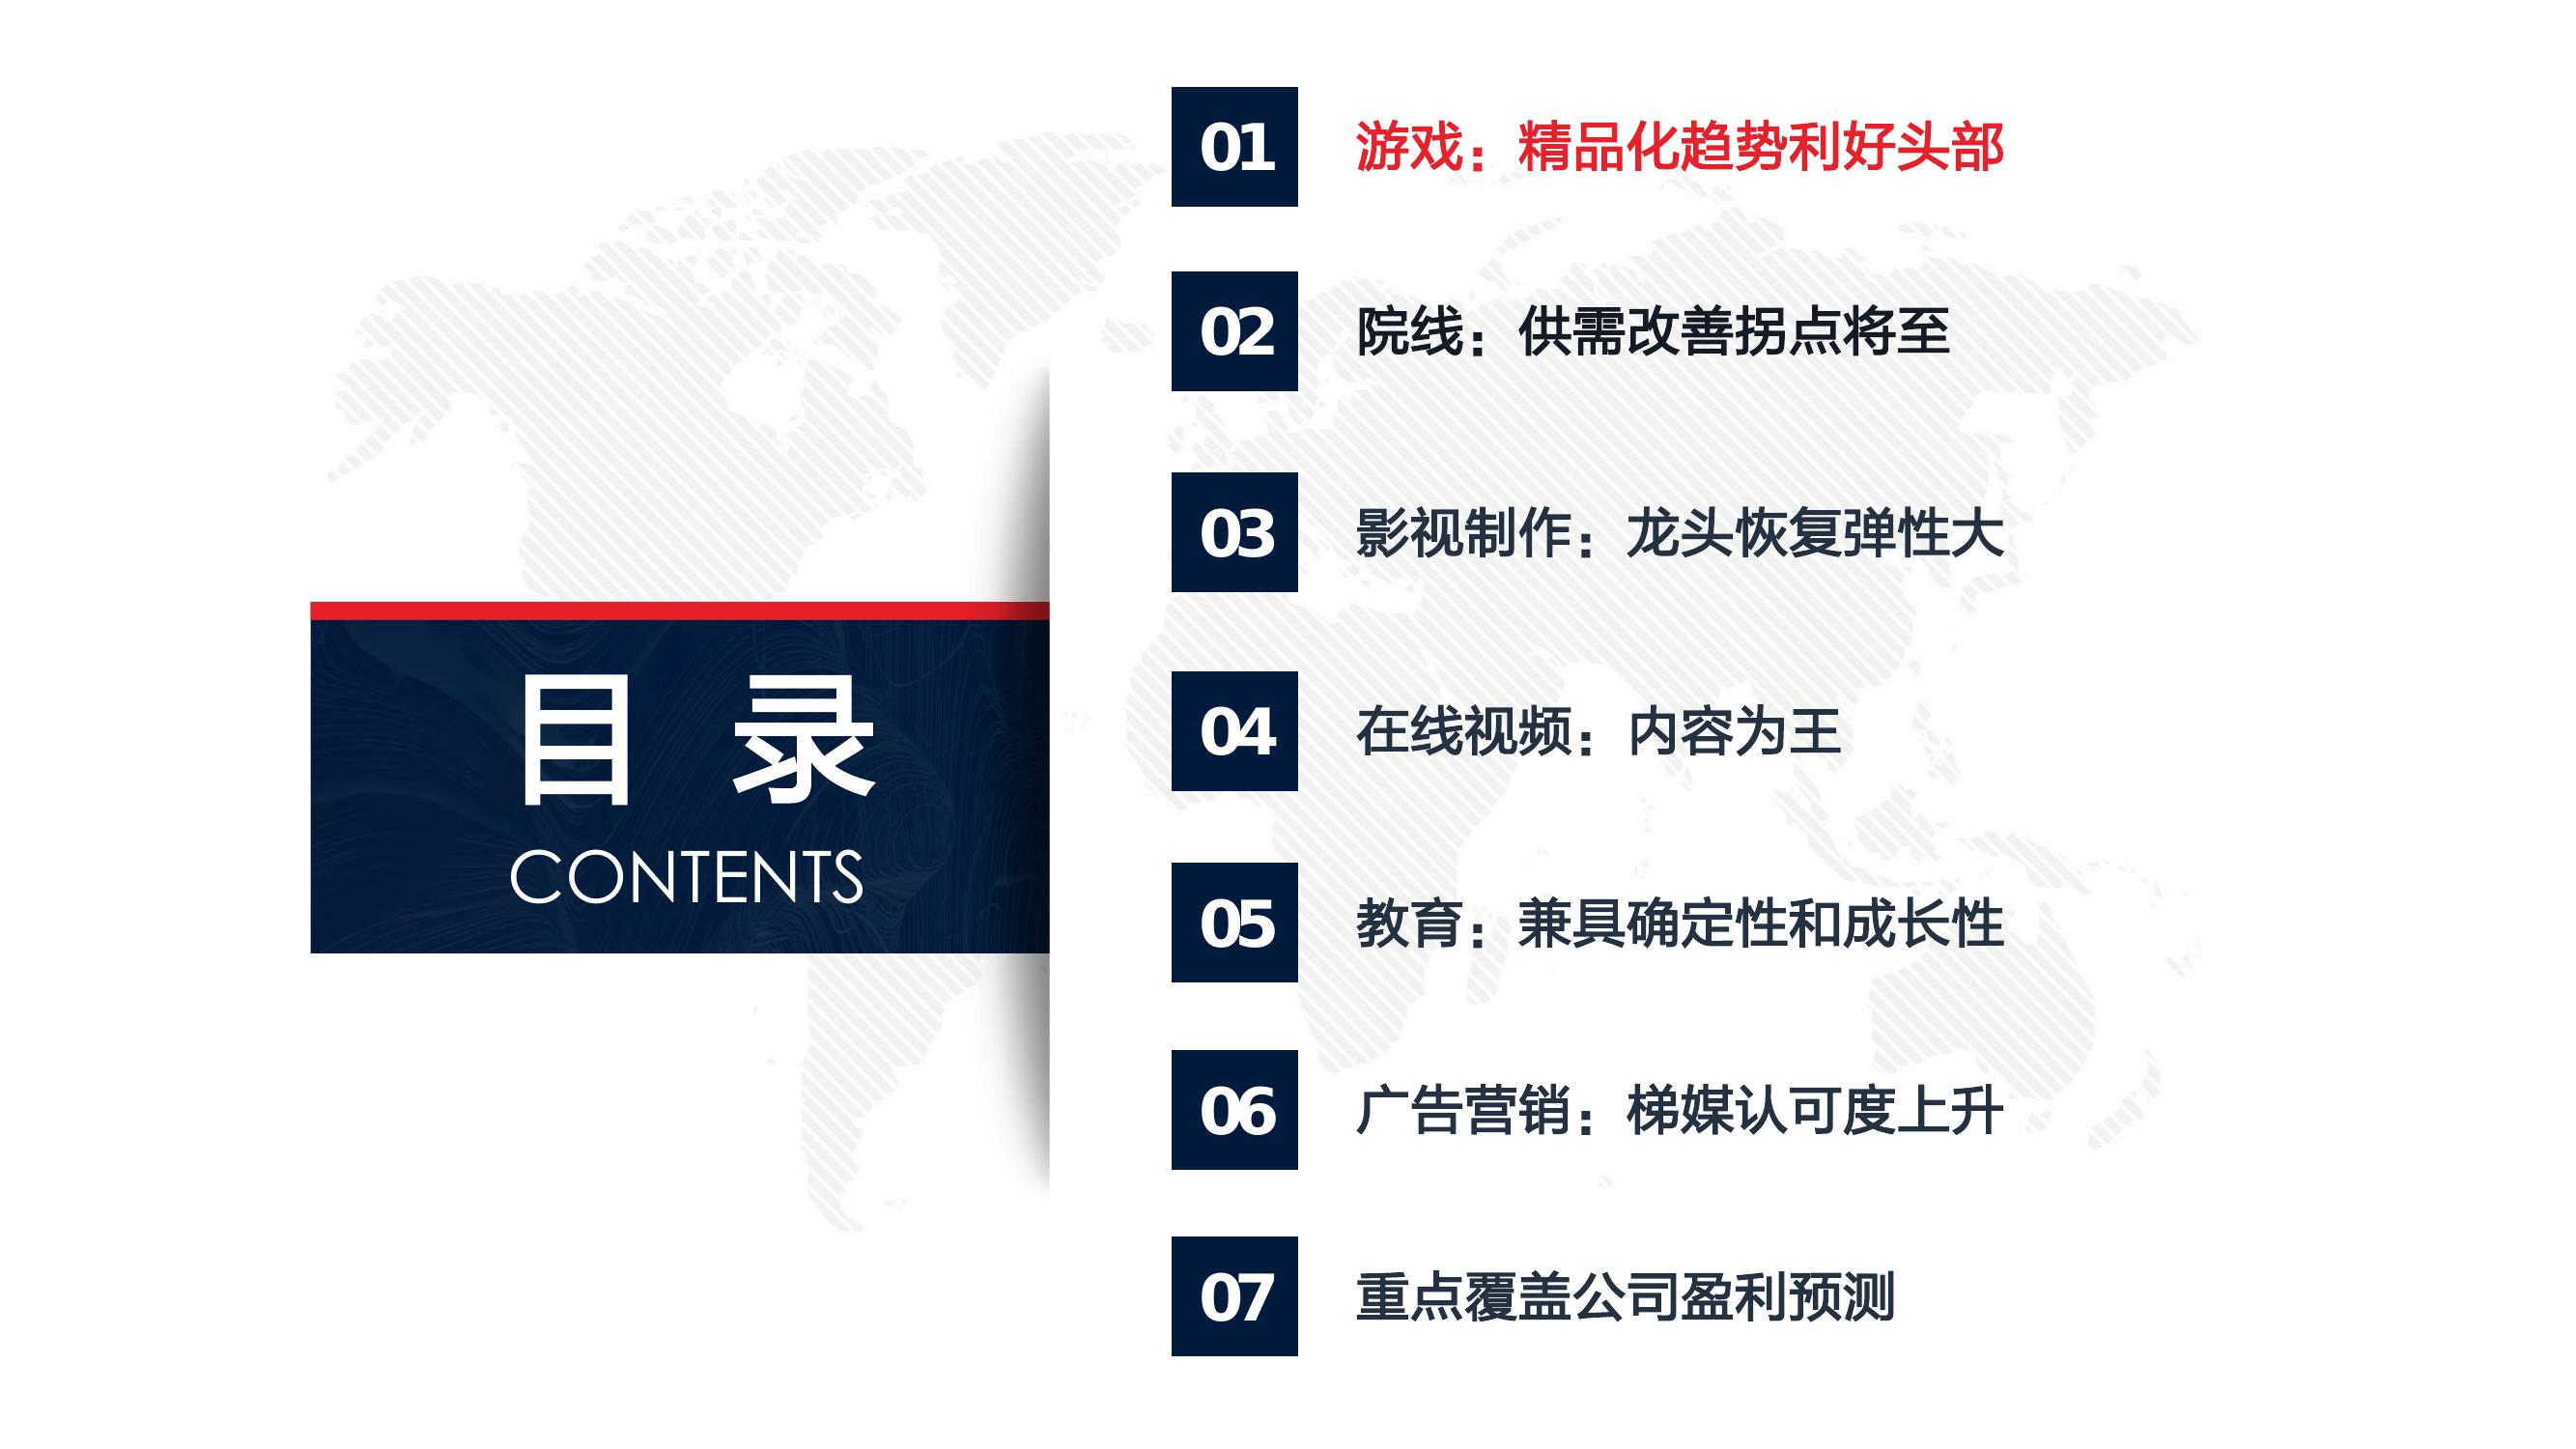 目 录
CONTENTS
01 游戏：精品化趋势利好头部
02 院线：供需改善拐点将至
03 影视制作：龙头恢复弹性大
04 在线视频：内容为王
05 教育：兼具确定性和成长性
06 广告营销：梯媒认可度上升
07 重点覆盖公司盈利预测